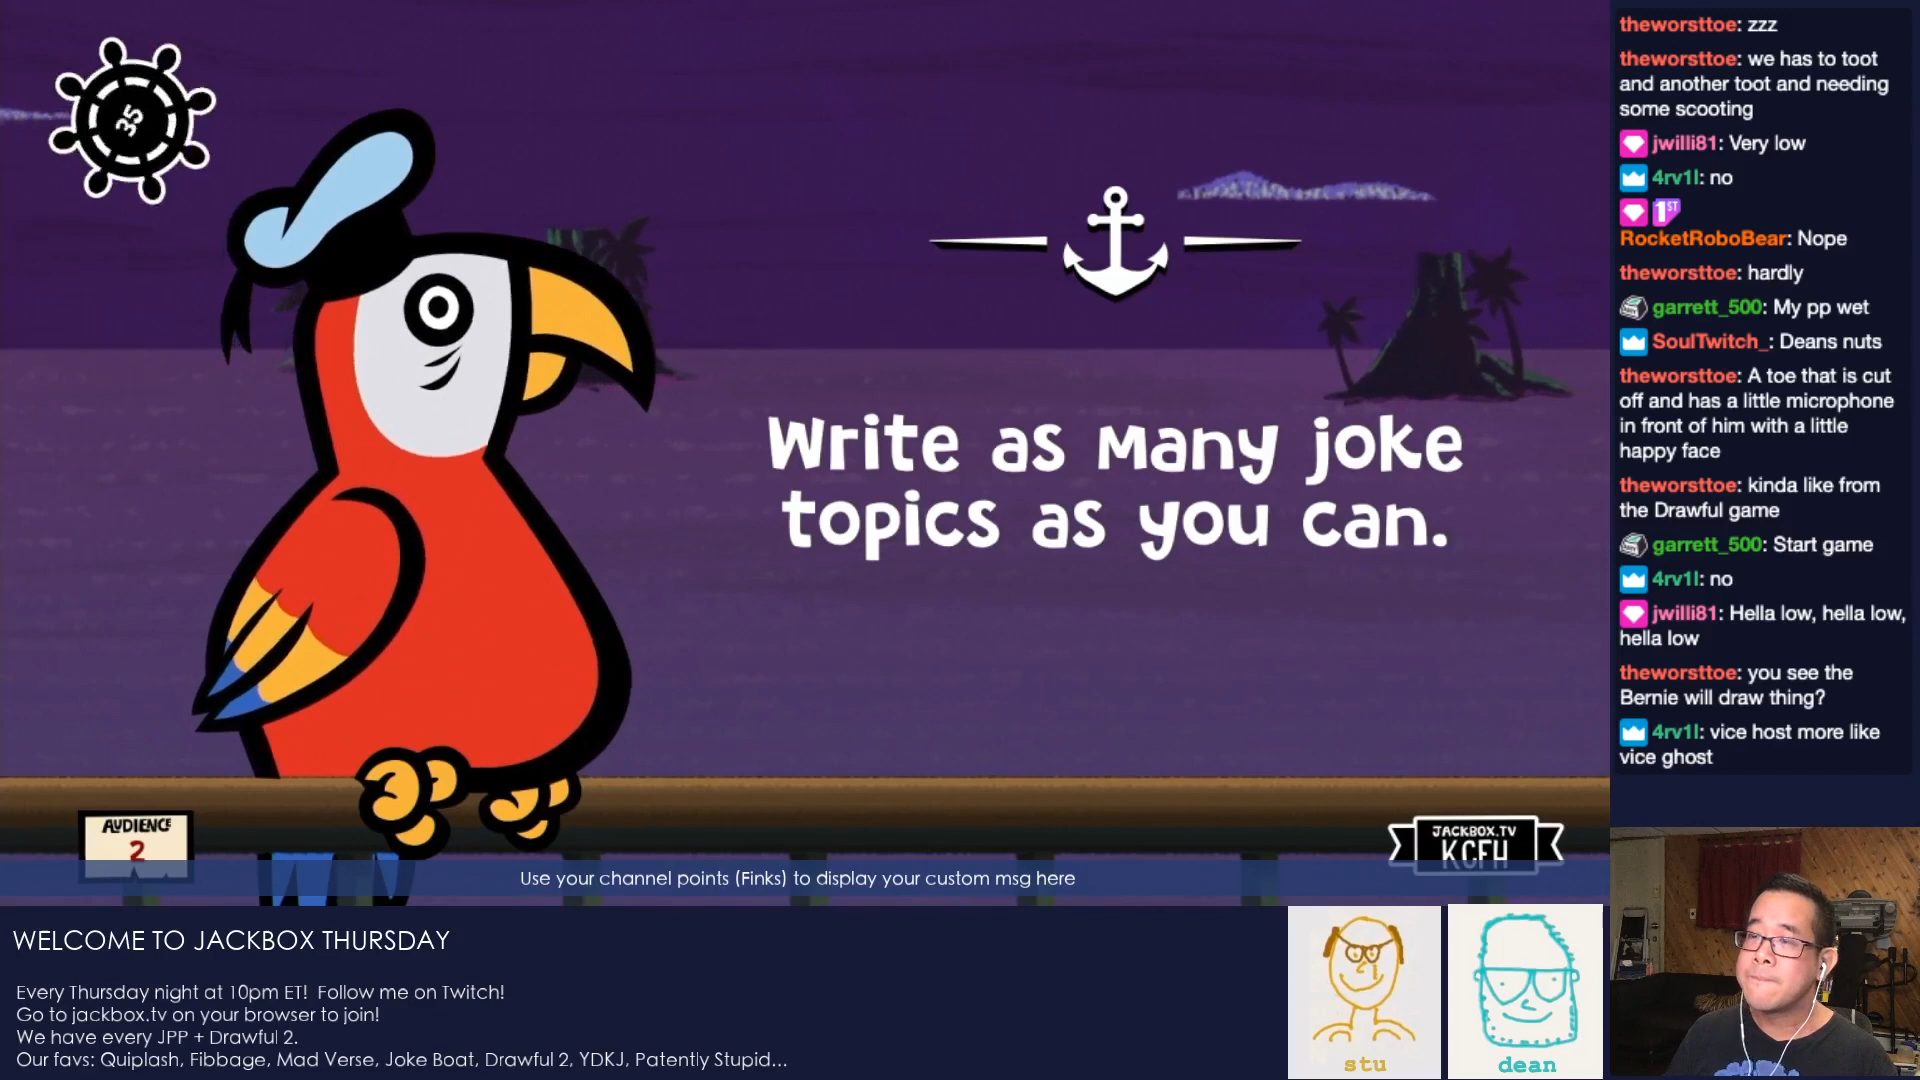 35
Write as many joke
topics as you can.
AUDIENCE
2
JACKBOX.TV
KCFH
Use your channel points (Finks) to display your custom msg here
WELCOME TO JACKBOX THURSDAY
Every Thursday night at 10pm ET! Follow me on Twitch!
Go to jackbox.tv on your browser to join!
We have every JPP + Drawful 2.
Our favs: Quiplash, Fibbage, Mad Verse, Joke Boat, Drawful 2, YDKJ, Patently Stupid...
stu
dean
theworsttoe: zzz
theworsttoe: we has to toot
and another toot and needing
some scooting
jwilli81: Very low
4rv1l: no
1ST
RocketRoboBear: Nope
theworsttoe: hardly
garrett_500: My pp wet
SoulTwitch_: Deans nuts
theworsttoe: A toe that is cut
off and has a little microphone
in front of him with a little
happy face
theworsttoe: kinda like from
the Drawful game
garrett_500: Start game
4rv1l: no
jwilli81: Hella low, hella low,
hella low
theworsttoe: you see the
Bernie will draw thing?
4rv1l: vice host more like
vice ghost